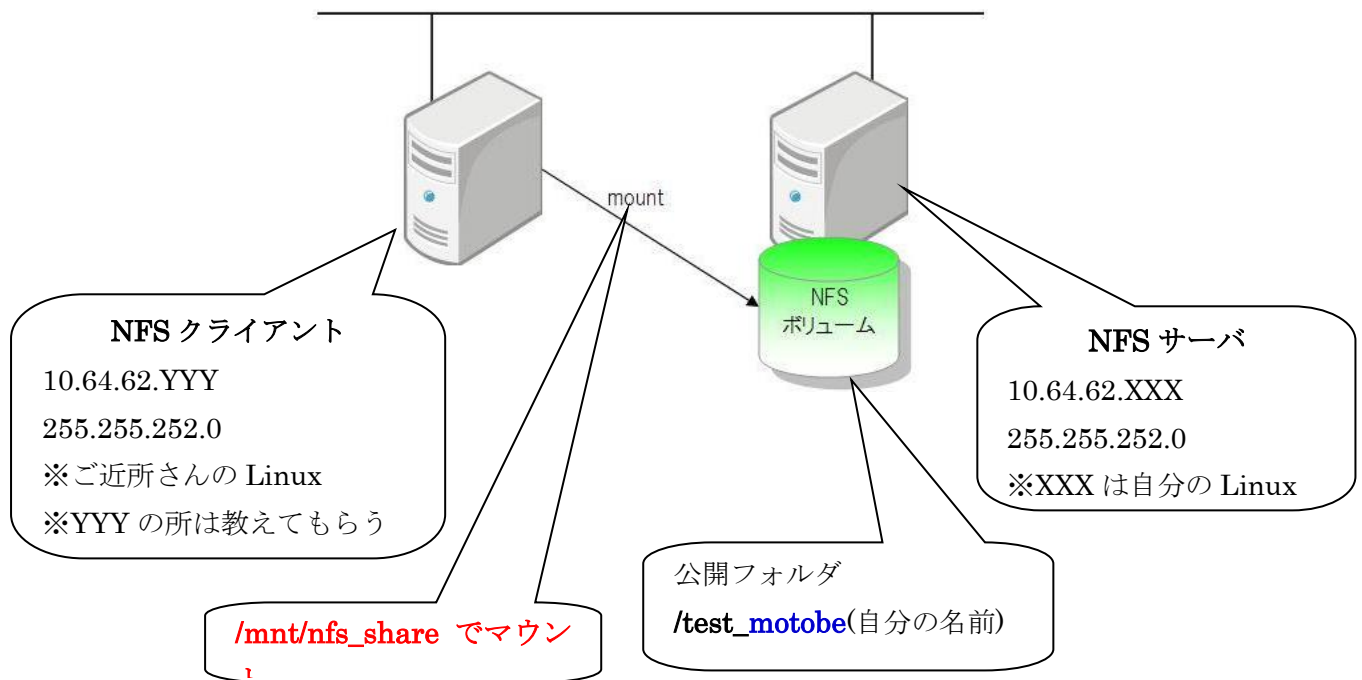 mount
NFS
ボリューム
NFS クライアント
10.64.62.YYY
255.255.252.0
※ご近所さんの Linux
※YYY の所は教えてもらう
NFS サーバ
10.64.62.XXX
255.255.252.0
※XXX は自分の Linux
/mnt/nfs_share でマウン
ト
公開フォルダ
/test_motobe(自分の名前)